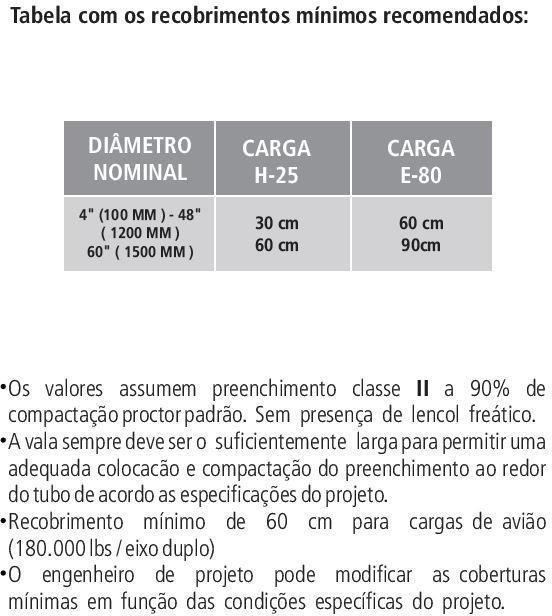 Tabela com os recobrimentos mínimos recomendados:
DIÂMETRO NOMINAL
CARGA H-25
CARGA E-80
4" (100 MM ) - 48"
( 1200 MM )
60" ( 1500 MM )
30 cm
60 cm
60 cm
90cm
•Os valores assumem preenchimento classe II a 90% de
compactação proctor padrão. Sem presença de lencol freático.
•A vala sempre deve ser o suficientemente larga para permitir uma
adequada colocacão e compactação do preenchimento ao redor
do tubo de acordo as especificações do projeto.
•Recobrimento mínimo de 60 cm para cargas de avião
(180.000 lbs / eixo duplo)
•O engenheiro de projeto pode modificar as coberturas
mínimas em função das condições específicas do projeto.